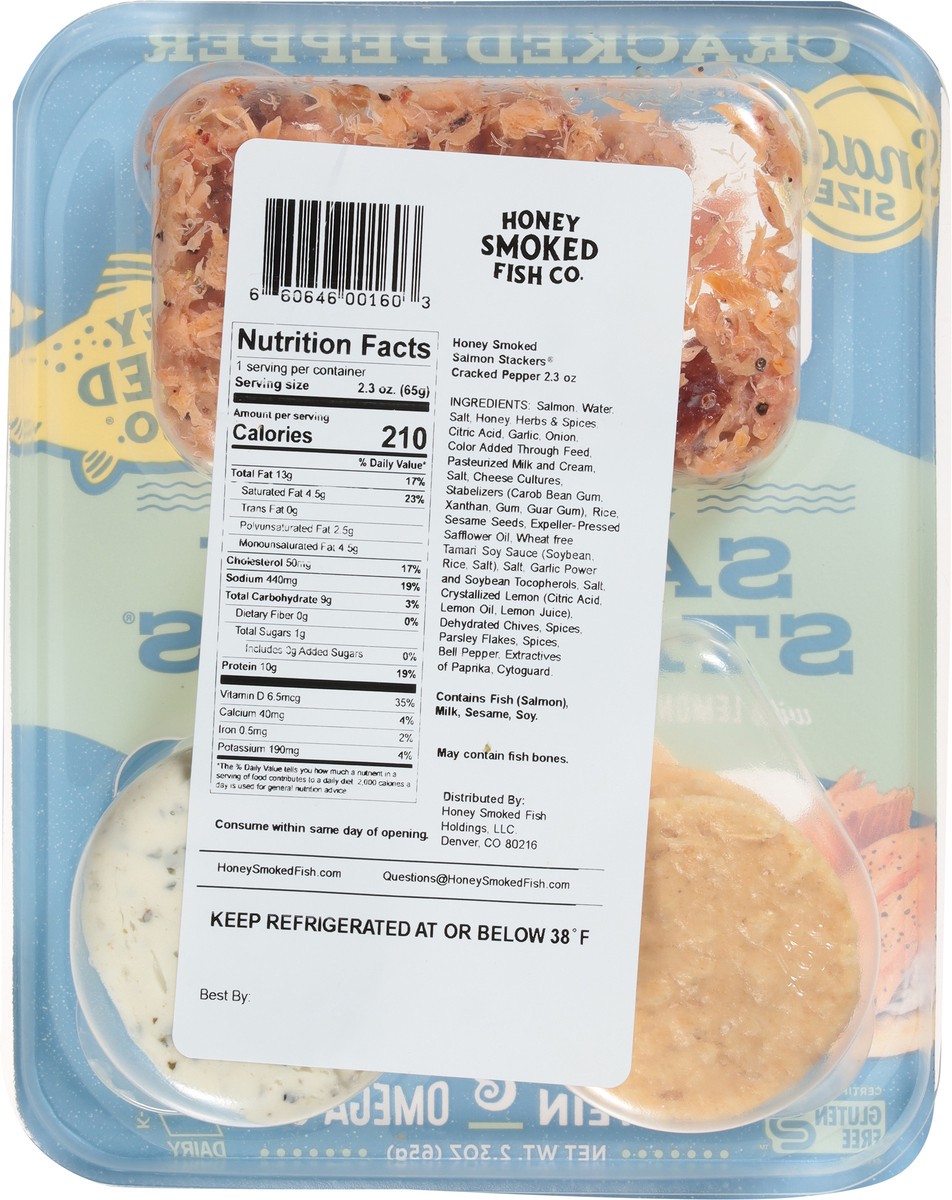 CRACKED PEPPER
Snac
SIZE
6 60646 00160 3
HONEY
SMOKED
FISH CO.
Nutrition Facts
1 serving per container
Serving size 2.3 oz. (65g)
Amount per serving
Calories 210
% Daily Value*
Total Fat 13g 17%
Saturated Fat 4.5g 23%
Trans Fat 0g
Polyunsaturated Fat 2.5g
Monounsaturated Fat 4.5g
Cholesterol 50mg 17%
Sodium 440mg 19%
Total Carbohydrate 9g 3%
Dietary Fiber 0g 0%
Total Sugars 1g
Includes 0g Added Sugars 0%
Protein 10g 19%
Vitamin D 6.5mcg 35%
Calcium 40mg 4%
Iron 0.5mg 2%
Potassium 190mg 4%
*The % Daily Value tells you how much a nutrient in a
serving of food contributes to a daily diet. 2,000 calories a
day is used for general nutrition advice
Honey Smoked
Salmon Stackers®
Cracked Pepper 2.3 oz
INGREDIENTS: Salmon, Water,
Salt, Honey, Herbs & Spices,
Citric Acid, Garlic, Onion,
Color Added Through Feed,
Pasteurized Milk and Cream,
Salt, Cheese Cultures,
Stabelizers (Carob Bean Gum,
Xanthan, Gum, Guar Gum), Rice,
Sesame Seeds, Expeller-Pressed
Safflower Oil, Wheat free
Tamari Soy Sauce (Soybean,
Rice, Salt), Salt, Garlic Power
and Soybean Tocopherols, Salt,
Crystallized Lemon (Citric Acid,
Lemon Oil, Lemon Juice),
Dehydrated Chives, Spices,
Parsley Flakes, Spices,
Bell Pepper, Extractives
of Paprika, Cytoguard.
Contains Fish (Salmon),
Milk, Sesame, Soy.
May contain fish bones.
Distributed By:
Honey Smoked Fish
Holdings, LLC.
Denver, CO 80216
Consume within same day of opening.
HoneySmokedFish.com Questions@HoneySmokedFish.com
KEEP REFRIGERATED AT OR BELOW 38°F
Best By:
SA
STA
S®
with
EIN & OMEGA
NET WT. 2.3OZ (65g)
GLUTEN
FREE
DAIRY